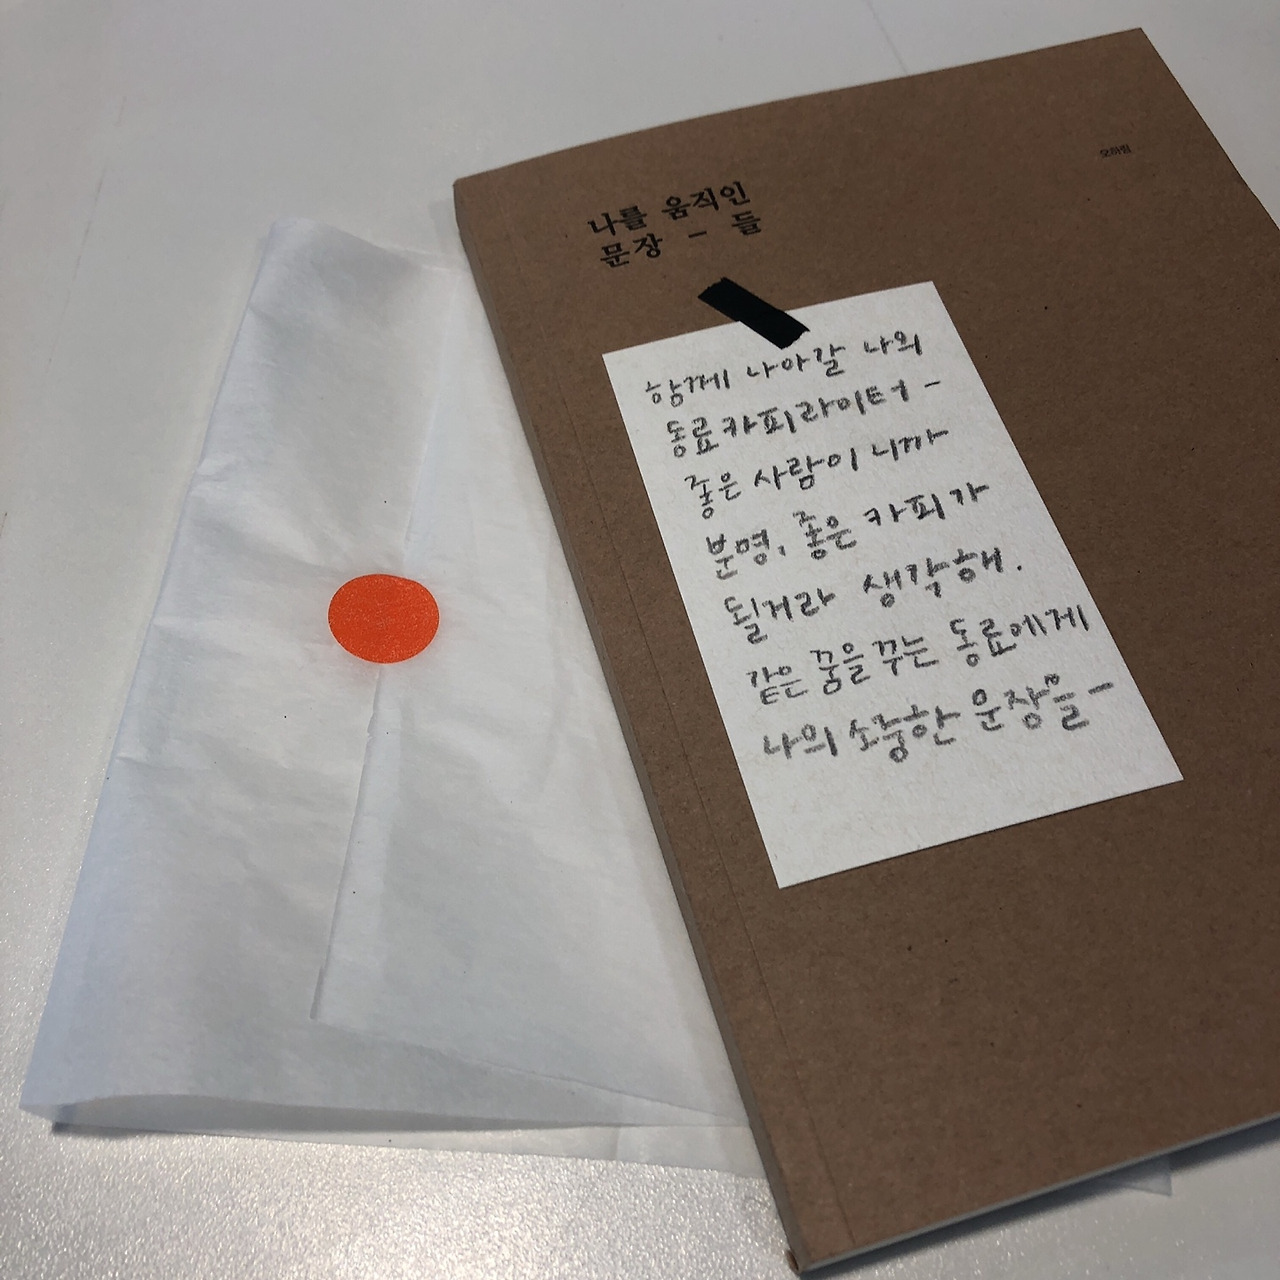 나를 움직인
문장 - 들
오하림
함께 나아갈 나의
동료카피라이터 -
좋은 사람이니까
분명, 좋은 카피가
될거라 생각해.
같은 꿈을 꾸는 동료에게
나의 소중한 문장을 -